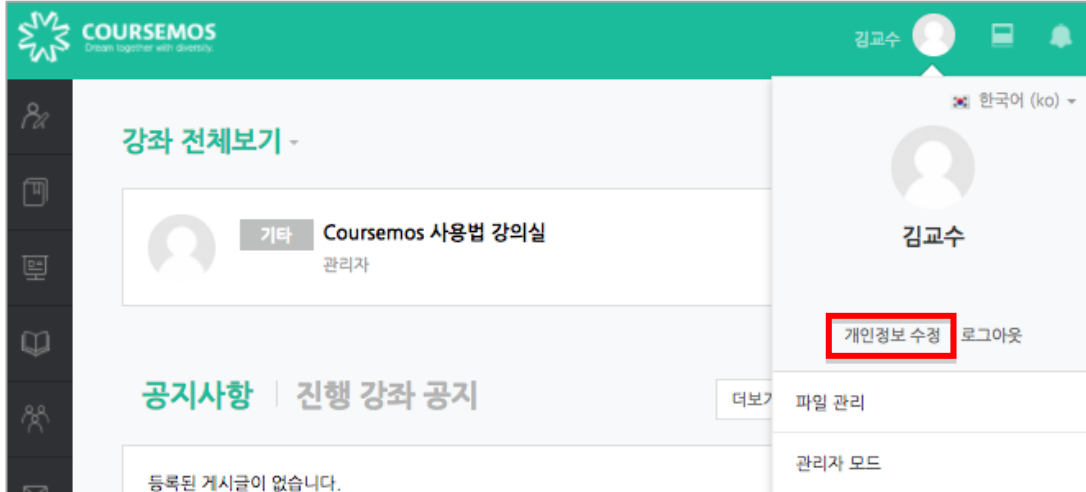 COURSEMOS
Dream together with diversity.
김교수
한국어 (ko)
강좌 전체보기
기타 Coursemos 사용법 강의실
관리자
김교수
개인정보 수정 로그아웃
공지사항 진행 강좌 공지
더보기
파일 관리
관리자 모드
등록된 게시글이 없습니다.